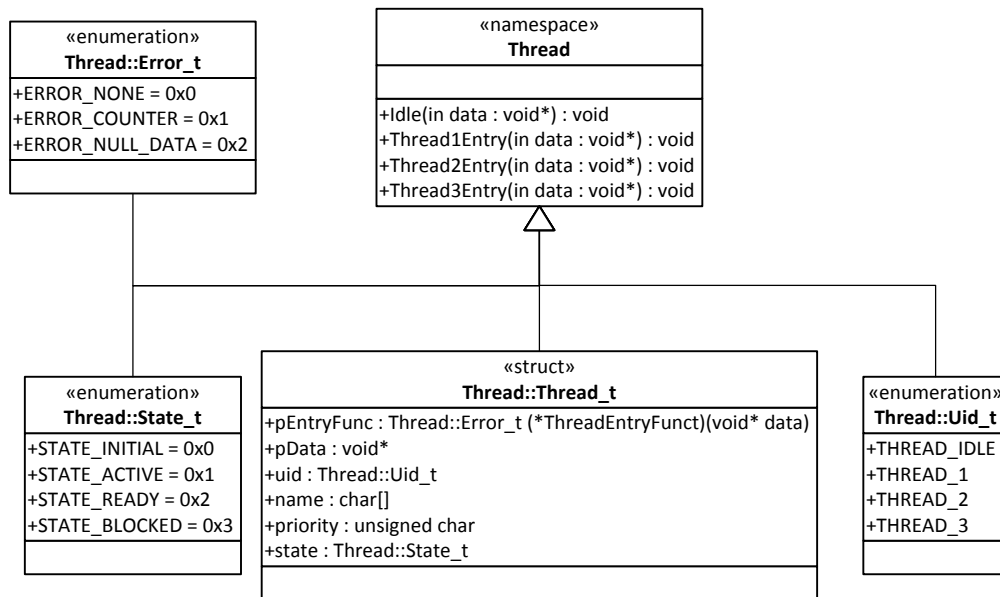 «enumeration»
Thread::Error_t
+ERROR_NONE = 0x0
+ERROR_COUNTER = 0x1
+ERROR_NULL_DATA = 0x2
«namespace»
Thread
+Idle(in data : void*) : void
+Thread1Entry(in data : void*) : void
+Thread2Entry(in data : void*) : void
+Thread3Entry(in data : void*) : void
«enumeration»
Thread::State_t
+STATE_INITIAL = 0x0
+STATE_ACTIVE = 0x1
+STATE_READY = 0x2
+STATE_BLOCKED = 0x3
«struct»
Thread::Thread_t
+pEntryFunc : Thread::Error_t (*ThreadEntryFunct)(void* data)
+pData : void*
+uid : Thread::Uid_t
+name : char[]
+priority : unsigned char
+state : Thread::State_t
«enumeration»
Thread::Uid_t
+THREAD_IDLE
+THREAD_1
+THREAD_2
+THREAD_3